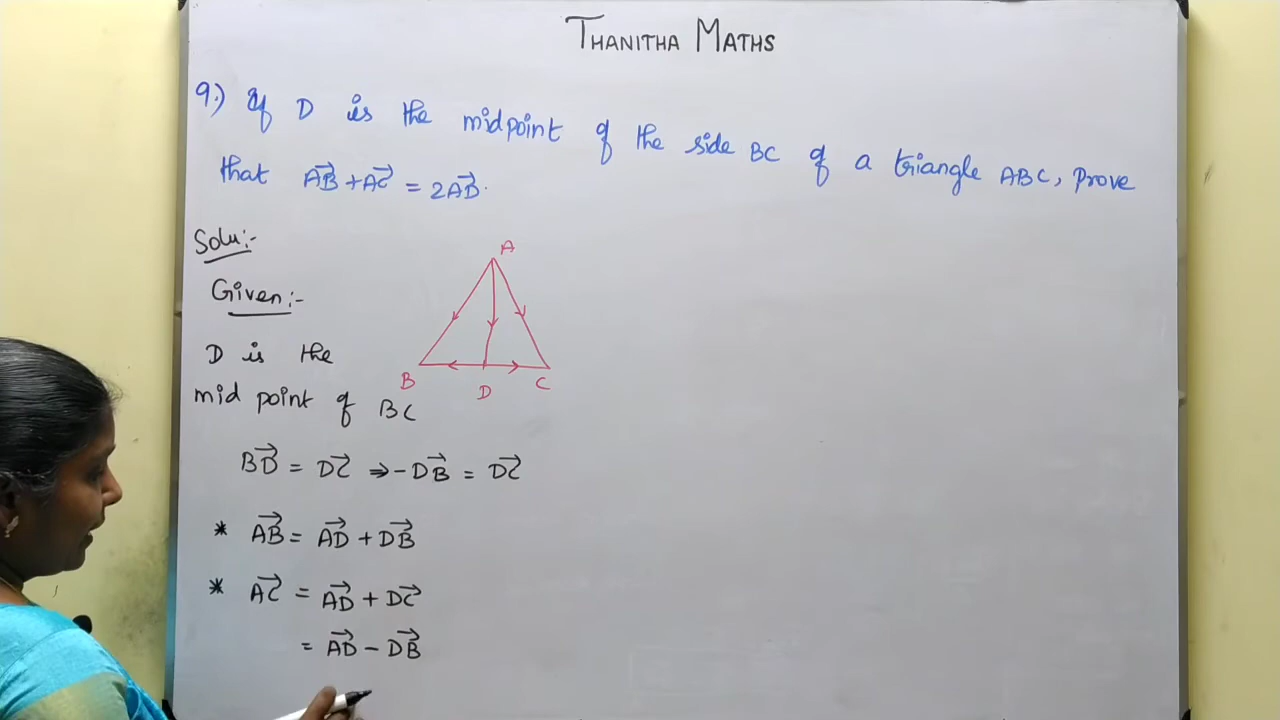 THANITHA MATHS
9.) If D is the midpoint of the side BC of a triangle ABC, Prove
that A⃗B + A⃗C = 2A⃗D.
Solu:-
Given:-
D is the
mid point of BC
A
B
D
C
B⃗D = D⃗C ⇒ -D⃗B = D⃗C
* A⃗B = A⃗D + D⃗B
* A⃗C = A⃗D + D⃗C
= A⃗D - D⃗B